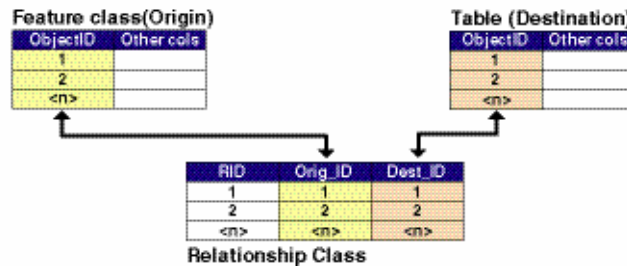 Feature class(Origin)
Table (Destination)
ObjectID Other cols
ObjectID Other cols
1
1
2
2
<n>
<n>
RID Orig_ID Dest_ID
1 1 1
2 2 2
<n> <n> <n>
Relationship Class